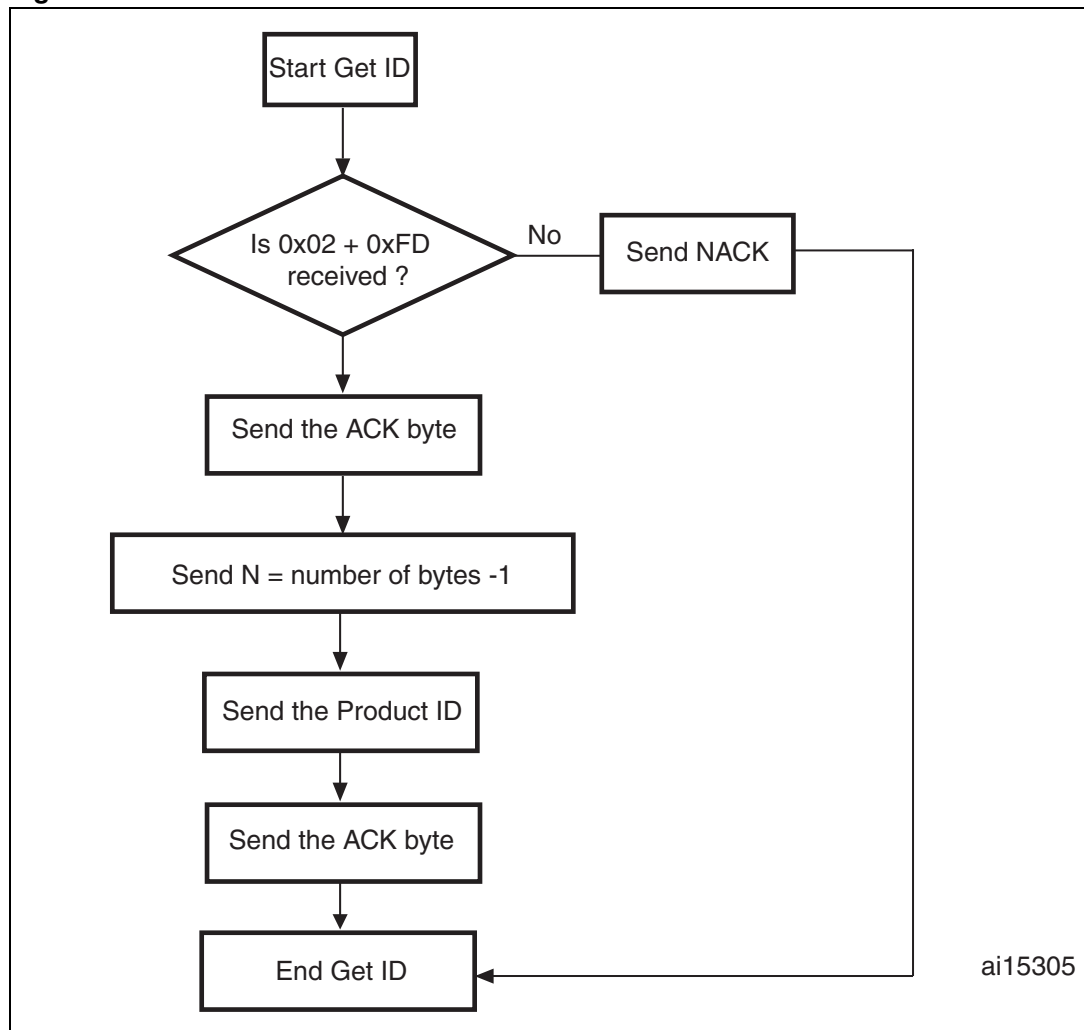 Start Get ID
Is 0x02 + 0xFD
received ?
No
Send NACK
Send the ACK byte
Send N = number of bytes -1
Send the Product ID
Send the ACK byte
End Get ID
ai15305